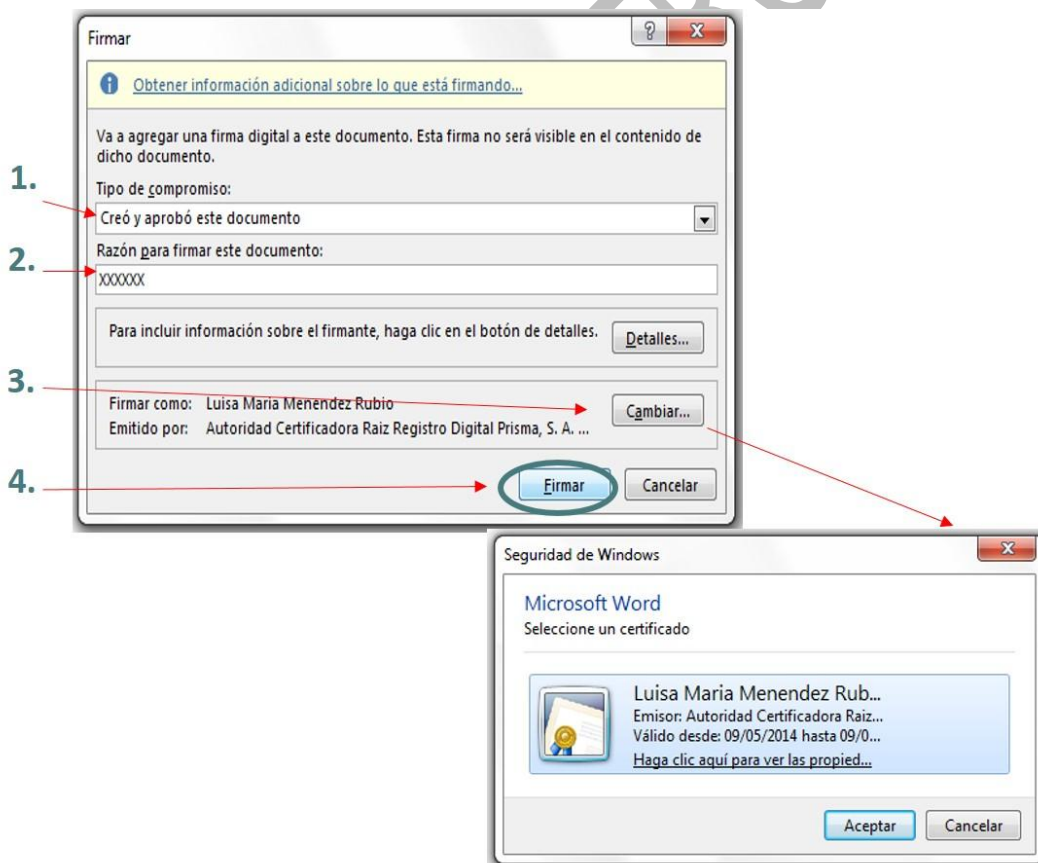 Firmar
Obtener información adicional sobre lo que está firmando...
Va a agregar una firma digital a este documento. Esta firma no será visible en el contenido de
dicho documento.
1.
Tipo de compromiso:
Creó y aprobó este documento
2.
Razón para firmar este documento:
XXXXXX
Para incluir información sobre el firmante, haga clic en el botón de detalles.
Detalles...
3.
Firmar como: Luisa Maria Menendez Rubio
Emitido por: Autoridad Certificadora Raiz Registro Digital Prisma, S. A. ...
Cambiar...
4.
Firmar Cancelar
Seguridad de Windows
Microsoft Word
Seleccione un certificado
Luisa Maria Menendez Rub...
Emisor: Autoridad Certificadora Raiz...
Válido desde: 09/05/2014 hasta 09/0...
Haga clic aquí para ver las propied...
Aceptar Cancelar